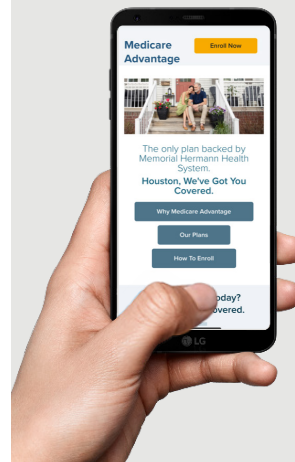 Medicare
Advantage
Enroll Now
The only plan backed by
Memorial Hermann Health
System.
Houston, We've Got You
Covered.
Why Medicare Advantage
Our Plans
How To Enroll
oday?
overed.
LG